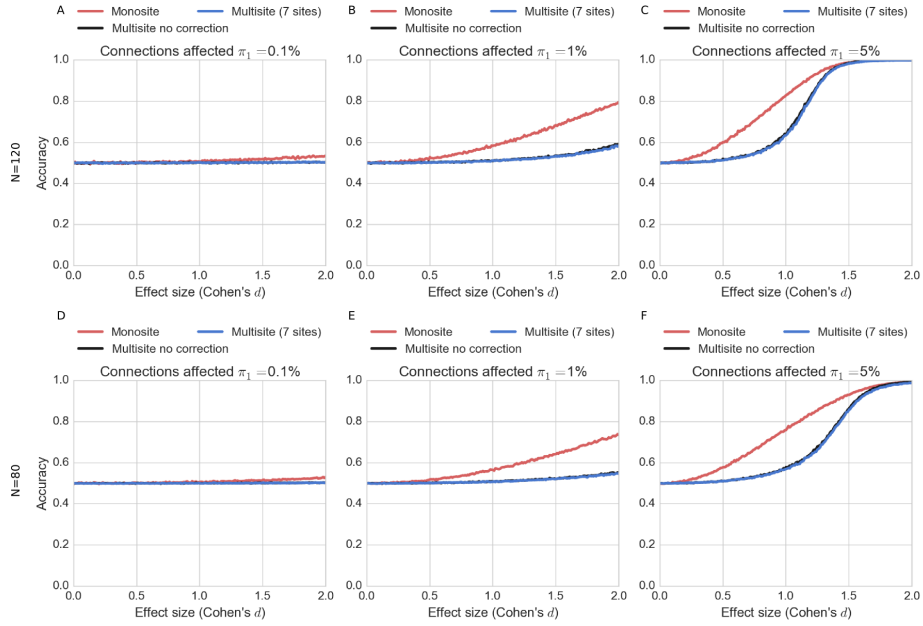 A
Monosite
Multisite (7 sites)
Multisite no correction
Connections affected π₁ =0.1%
1.0
0.8
0.6
0.4
0.2
0.0
N=120
Accuracy
0.0 0.5 1.0 1.5 2.0
Effect size (Cohen's d)
B
Monosite
Multisite (7 sites)
Multisite no correction
Connections affected π₁ =1%
1.0
0.8
0.6
0.4
0.2
0.0
0.0 0.5 1.0 1.5 2.0
Effect size (Cohen's d)
C
Monosite
Multisite (7 sites)
Multisite no correction
Connections affected π₁ =5%
1.0
0.8
0.6
0.4
0.2
0.0
0.0 0.5 1.0 1.5 2.0
Effect size (Cohen's d)
D
Monosite
Multisite (7 sites)
Multisite no correction
Connections affected π₁ =0.1%
1.0
0.8
0.6
0.4
0.2
0.0
N=80
Accuracy
0.0 0.5 1.0 1.5 2.0
Effect size (Cohen's d)
E
Monosite
Multisite (7 sites)
Multisite no correction
Connections affected π₁ =1%
1.0
0.8
0.6
0.4
0.2
0.0
0.0 0.5 1.0 1.5 2.0
Effect size (Cohen's d)
F
Monosite
Multisite (7 sites)
Multisite no correction
Connections affected π₁ =5%
1.0
0.8
0.6
0.4
0.2
0.0
0.0 0.5 1.0 1.5 2.0
Effect size (Cohen's d)